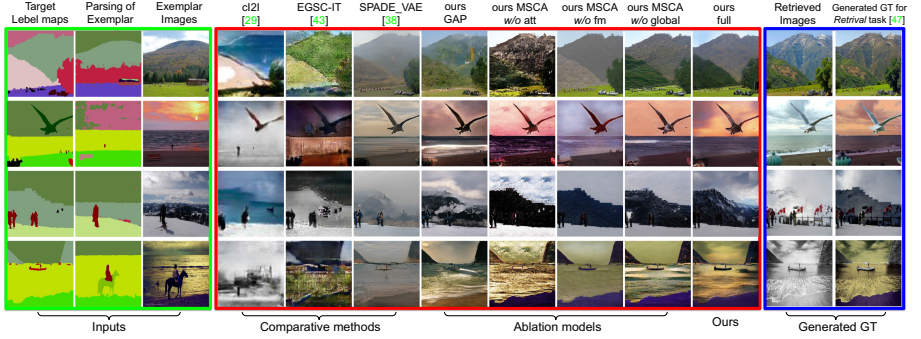 Target Parsing of Exemplar cI2I EGSC-IT SPADE_VAE ours ours MSCA ours MSCA ours MSCA ours Retrieved Generated GT for
Lebel maps Exemplar Images [29] [43] [38] GAP w/o att w/o fm w/o global full Images Retrival task [47]
Inputs Comparative methods Ablation models Ours Generated GT